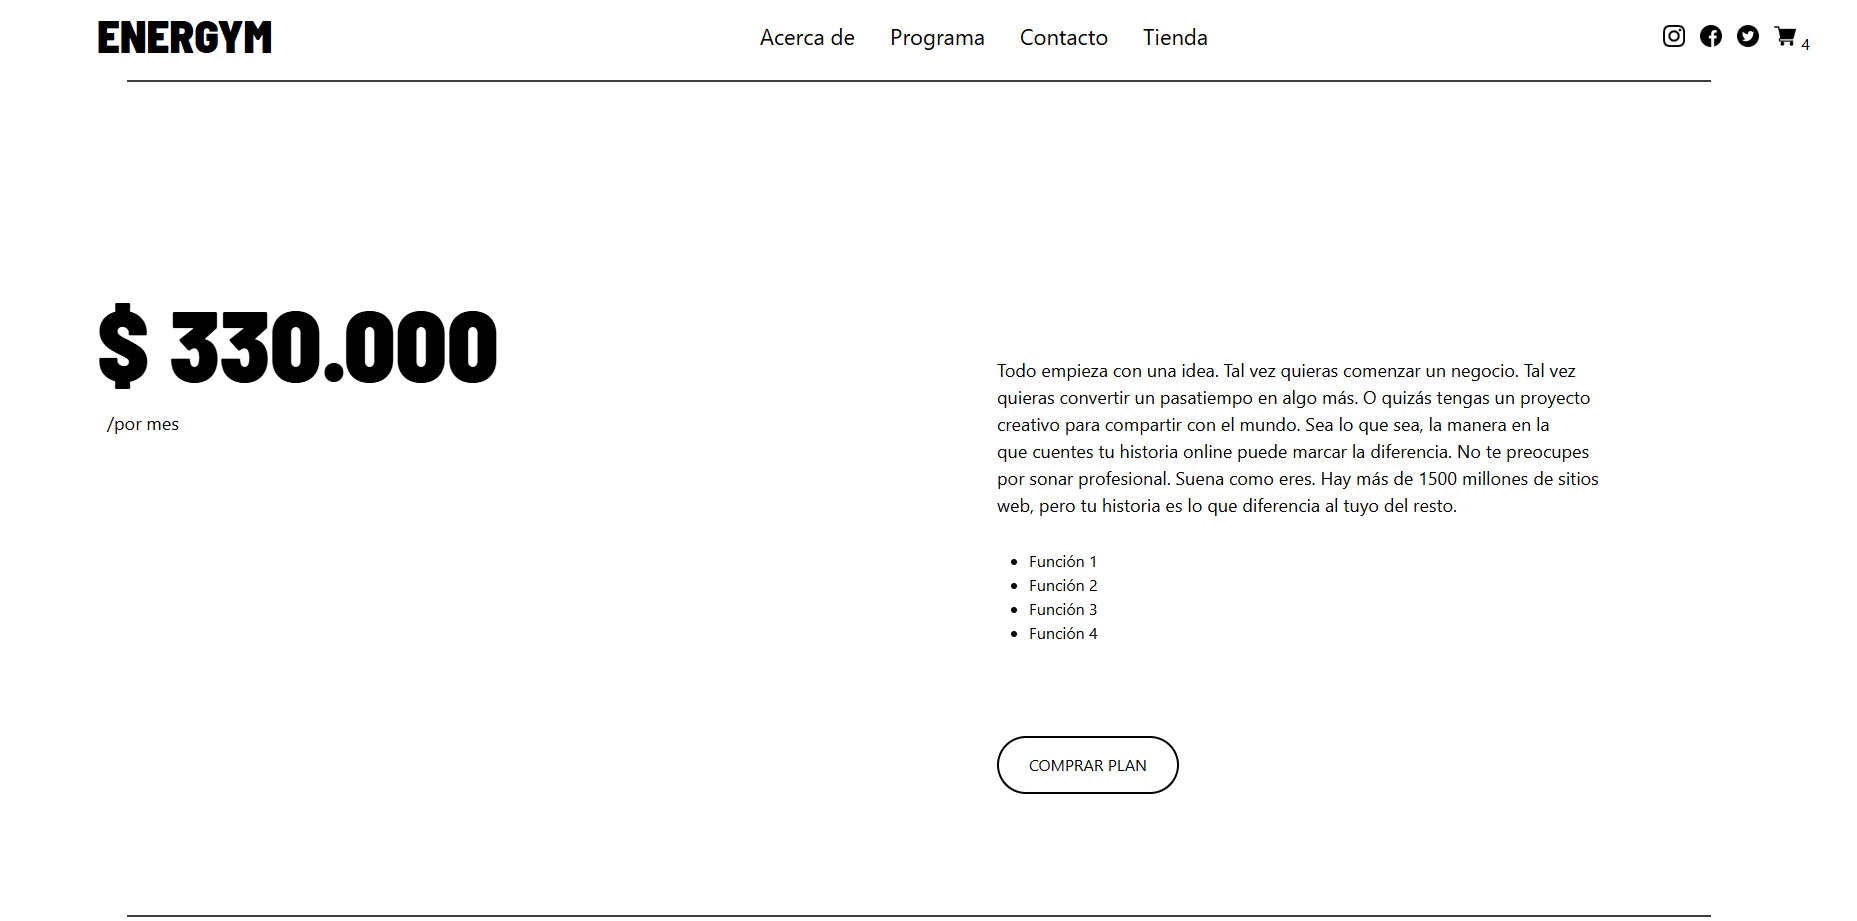 ENERGYM
Acerca de
Programa
Contacto
Tienda
4
$ 330.000
/por mes
Todo empieza con una idea. Tal vez quieras comenzar un negocio. Tal vez
quieras convertir un pasatiempo en algo más. O quizás tengas un proyecto
creativo para compartir con el mundo. Sea lo que sea, la manera en la
que cuentes tu historia online puede marcar la diferencia. No te preocupes
por sonar profesional. Suena como eres. Hay más de 1500 millones de sitios
web, pero tu historia es lo que diferencia al tuyo del resto.
• Función 1
• Función 2
• Función 3
• Función 4
COMPRAR PLAN